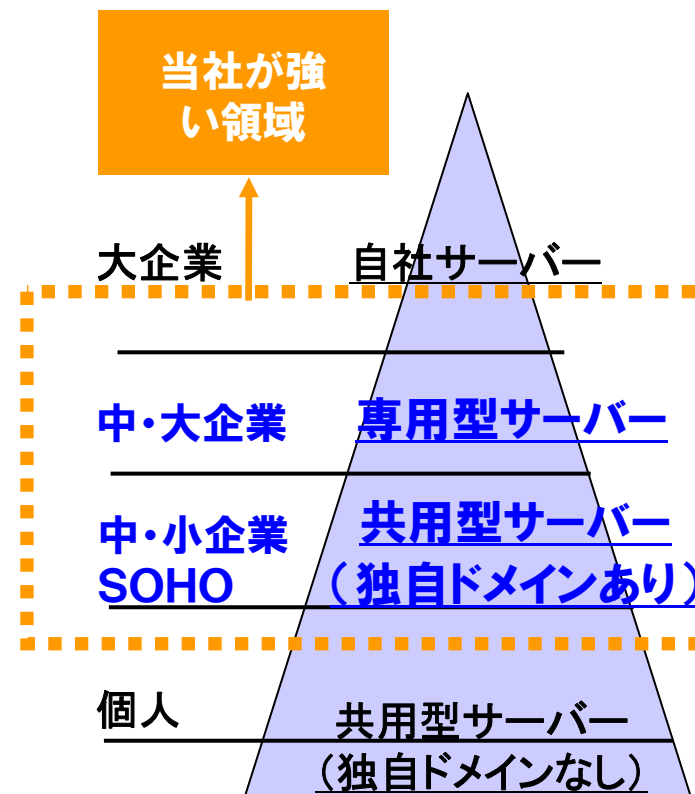 当社が強
い領域
大企業 自社サーバー
中・大企業 専用型サーバー
中・小企業 共用型サーバー
SOHO (独自ドメインあり)
個人 共用型サーバー
(独自ドメインなし)